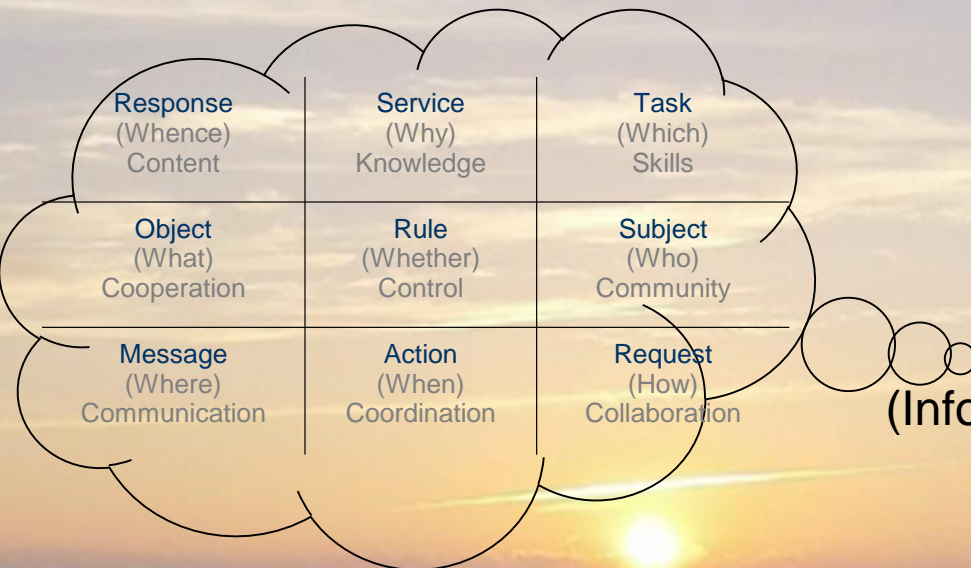 Response
(Whence)
Content
Service
(Why)
Knowledge
Task
(Which)
Skills
Object
(What)
Cooperation
Rule
(Whether)
Control
Subject
(Who)
Community
Message
(Where)
Communication
Action
(When)
Coordination
Request
(How)
Collaboration